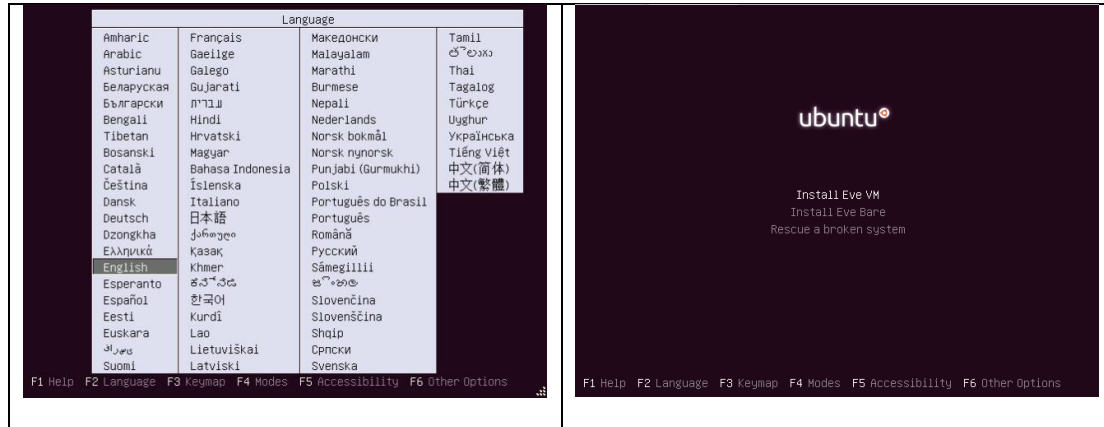 Language
Amharic
Arabic
Asturianu
Беларуская
Български
Bengali
Tibetan
Bosanski
Català
Čeština
Dansk
Deutsch
Dzongkha
Ελληνικά
English
Esperanto
Español
Eesti
Euskara
Suomi
Français
Gaeilge
Galego
Gujarati
עברית
Hindi
Hrvatski
Magyar
Bahasa Indonesia
Íslenska
Italiano
日本語
ქართული
Қазақ
Khmer
ಕನ್ನಡ
한국어
Kurdî
Lao
Lietuviškai
Latviski
Македонски
Malayalam
Marathi
Burmese
Nepali
Nederlands
Norsk bokmål
Norsk nynorsk
Punjabi (Gurmukhi)
Polski
Português do Brasil
Português
Română
Русский
Sámegillii
සිංහල
Slovenčina
Slovenščina
Shqip
Српски
Svenska
Tamil
తెలుగు
Thai
Tagalog
Türkçe
Uyghur
Українська
Tiếng Việt
中文(简体)
中文(繁體)
F1 Help F2 Language F3 Keymap F4 Modes F5 Accessibility F6 Other Options
ubuntu
Install Eve VM
Install Eve Bare
Rescue a broken system
F1 Help F2 Language F3 Keymap F4 Modes F5 Accessibility F6 Other Options